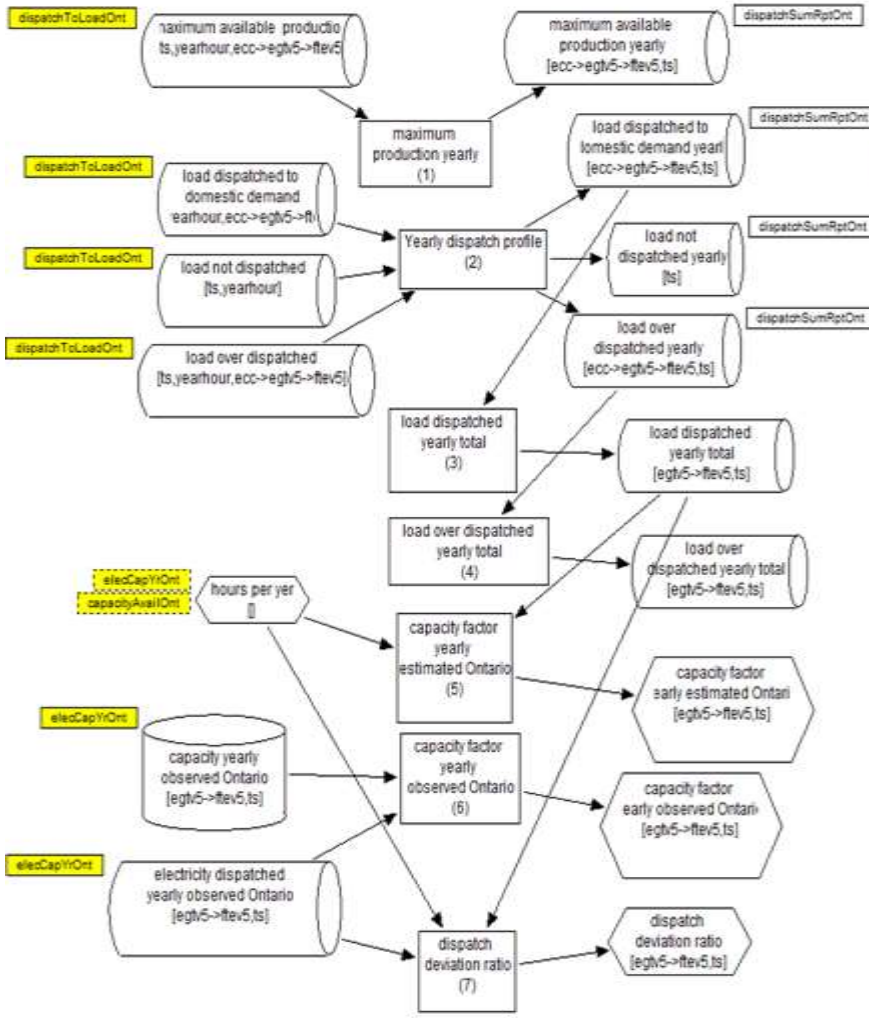 dispatchToLoadOnt
maximum available productio
ts,yearhour,ecc->egtv5->ftev5
maximum available
production yearly
[ecc->egtv5->ftev5,ts]
dispatchSumRptOnt
maximum
production yearly
(1)
load dispatched to
lomestic demand yearl
[ecc->egtv5->ftev5,ts]
dispatchSumRptOnt
dispatchToLoadOnt
load dispatched to
domestic demand
earhour,ecc->egtv5->ft
dispatchToLoadOnt
load not dispatched
[ts,yearhour]
Yearly dispatch profile
(2)
load not
dispatched yearly
[ts]
dispatchSumRptOnt
dispatchToLoadOnt
load over dispatched
[ts,yearhour,ecc->egtv5->ftev5]
load over
dispatched yearly
[ecc->egtv5->ftev5,ts]
dispatchSumRptOnt
load dispatched
yearly total
(3)
load dispatched
yearly total
[egtv5->ftev5,ts]
load over dispatched
yearly total
(4)
load over
dispatched yearly total
[egtv5->ftev5,ts]
elecCapYrOnt
capacityAvailOnt
hours per yer
[]
capacity factor
yearly
estimated Ontario
(5)
capacity factor
early estimated Ontari
[egtv5->ftev5,ts]
elecCapYrOnt
capacity yearly
observed Ontario
[egtv5->ftev5,ts]
capacity factor
yearly
observed Ontario
(6)
capacity factor
early observed Ontari
[egtv5->ftev5,ts]
elecCapYrOnt
electricity dispatched
yearly observed Ontario
[egtv5->ftev5,ts]
dispatch
deviation ratio
(7)
dispatch
deviation ratio
[egtv5->ftev5,ts]